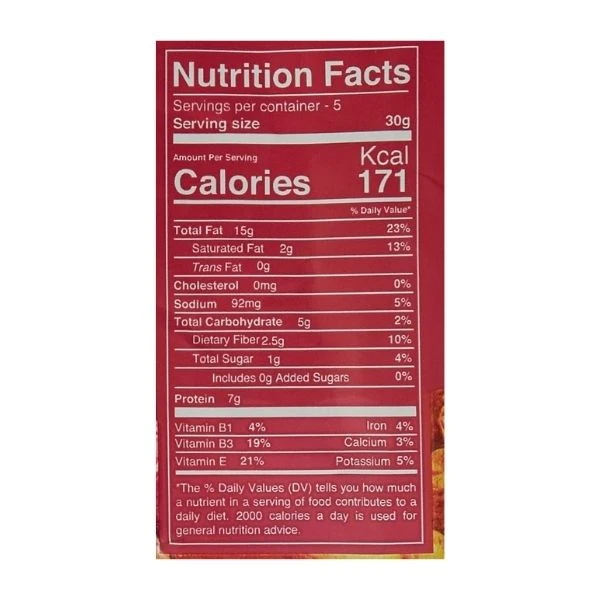 Nutrition Facts
Servings per container - 5
Serving size 30g
Amount Per Serving Kcal
Calories 171
% Daily Value*
Total Fat 15g 23%
Saturated Fat 2g 13%
Trans Fat 0g
Cholesterol 0mg 0%
Sodium 92mg 5%
Total Carbohydrate 5g 2%
Dietary Fiber 2.5g 10%
Total Sugar 1g 4%
Includes 0g Added Sugars 0%
Protein 7g
Vitamin B1 4% Iron 4%
Vitamin B3 19% Calcium 3%
Vitamin E 21% Potassium 5%
*The % Daily Values (DV) tells you how much
a nutrient in a serving of food contributes to a
daily diet. 2000 calories a day is used for
general nutrition advice.